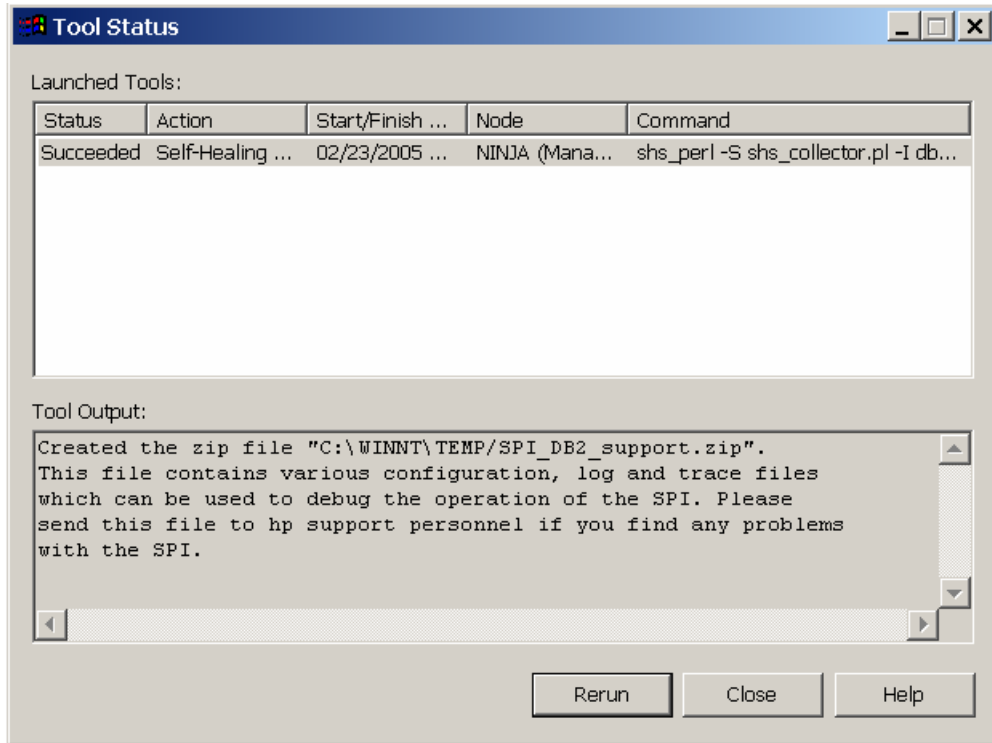 Tool Status
Launched Tools:
Status Action Start/Finish ... Node Command
Succeeded Self-Healing ... 02/23/2005 ... NINJA (Mana... shs_perl -S shs_collector.pl -I db...
Tool Output:
Created the zip file "C:\WINNT\TEMP/SPI_DB2_support.zip".
This file contains various configuration, log and trace files
which can be used to debug the operation of the SPI. Please
send this file to hp support personnel if you find any problems
with the SPI.
Rerun Close Help